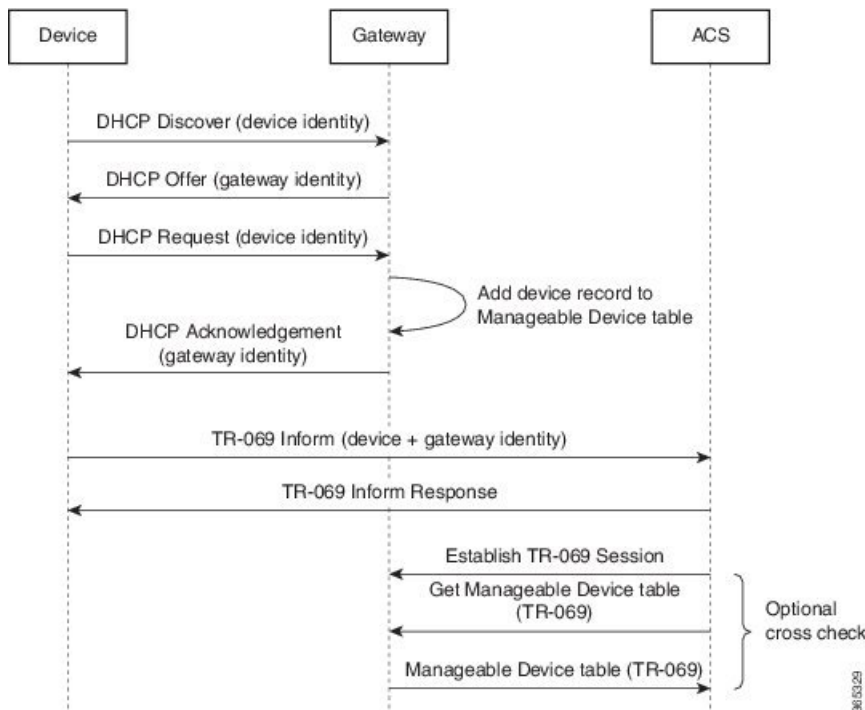 Device
Gateway
ACS
DHCP Discover (device identity)
DHCP Offer (gateway identity)
DHCP Request (device identity)
Add device record to
Manageable Device table
DHCP Acknowledgement
(gateway identity)
TR-069 Inform (device + gateway identity)
TR-069 Inform Response
Establish TR-069 Session
Get Manageable Device table
(TR-069)
Optional
cross check
Manageable Device table (TR-069)
965329